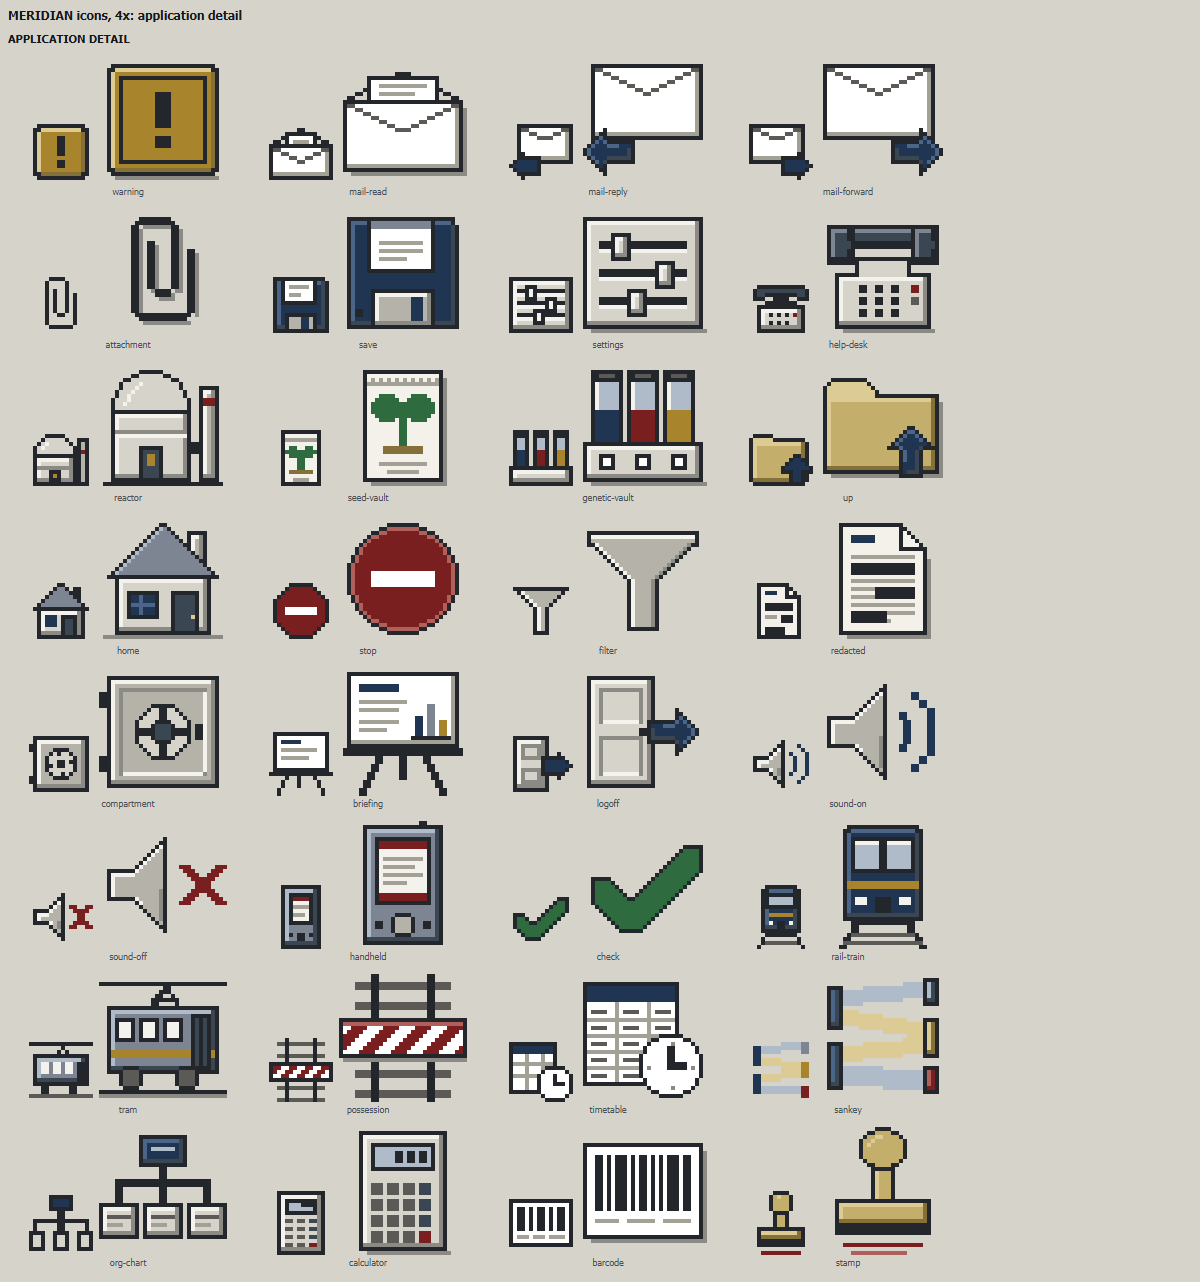 MERIDIAN icons, 4x: application detail
APPLICATION DETAIL
warning
mail-read
mail-reply
mail-forward
attachment
save
settings
help-desk
reactor
seed-vault
genetic-vault
up
home
stop
filter
redacted
compartment
briefing
logoff
sound-on
sound-off
handheld
check
rail-train
tram
possession
timetable
sankey
org-chart
calculator
barcode
stamp